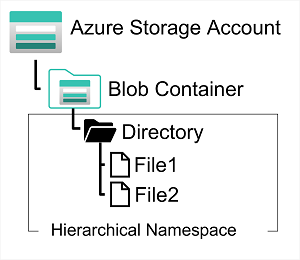 Azure Storage Account
Blob Container
Directory
File1
File2
Hierarchical Namespace